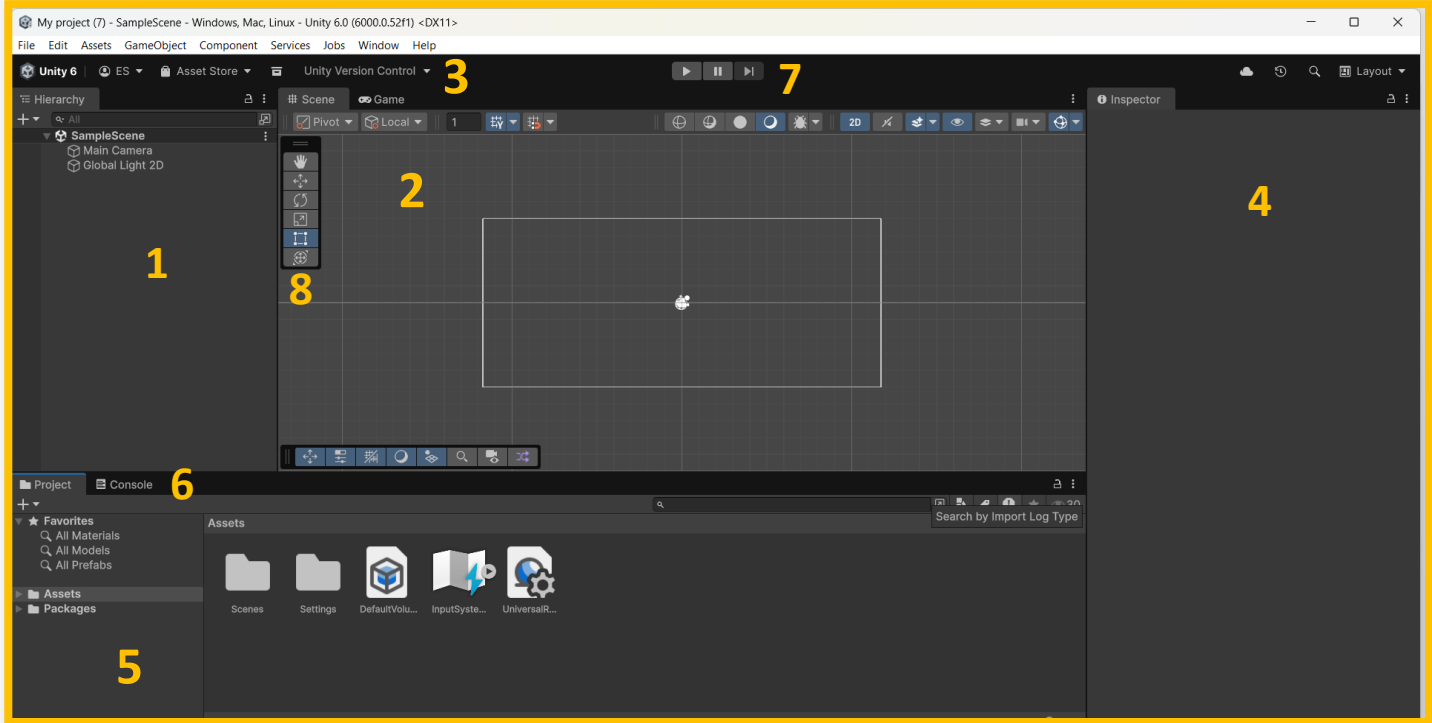 My project (7) - SampleScene - Windows, Mac, Linux - Unity 6.0 (6000.0.52f1) <DX11>
File Edit Assets GameObject Component Services Jobs Window Help
Unity 6 ES Asset Store Unity Version Control 3 7 Layout
Hierarchy # Scene Game Inspector
All Pivot Local 1 2D
SampleScene
Main Camera
Global Light 2D
2
4
1
8
6
Project Console
30
Favorites Assets Search by Import Log Type
All Materials
All Models
All Prefabs
Assets
Packages
Scenes Settings DefaultVolu... InputSyste... UniversalR...
5